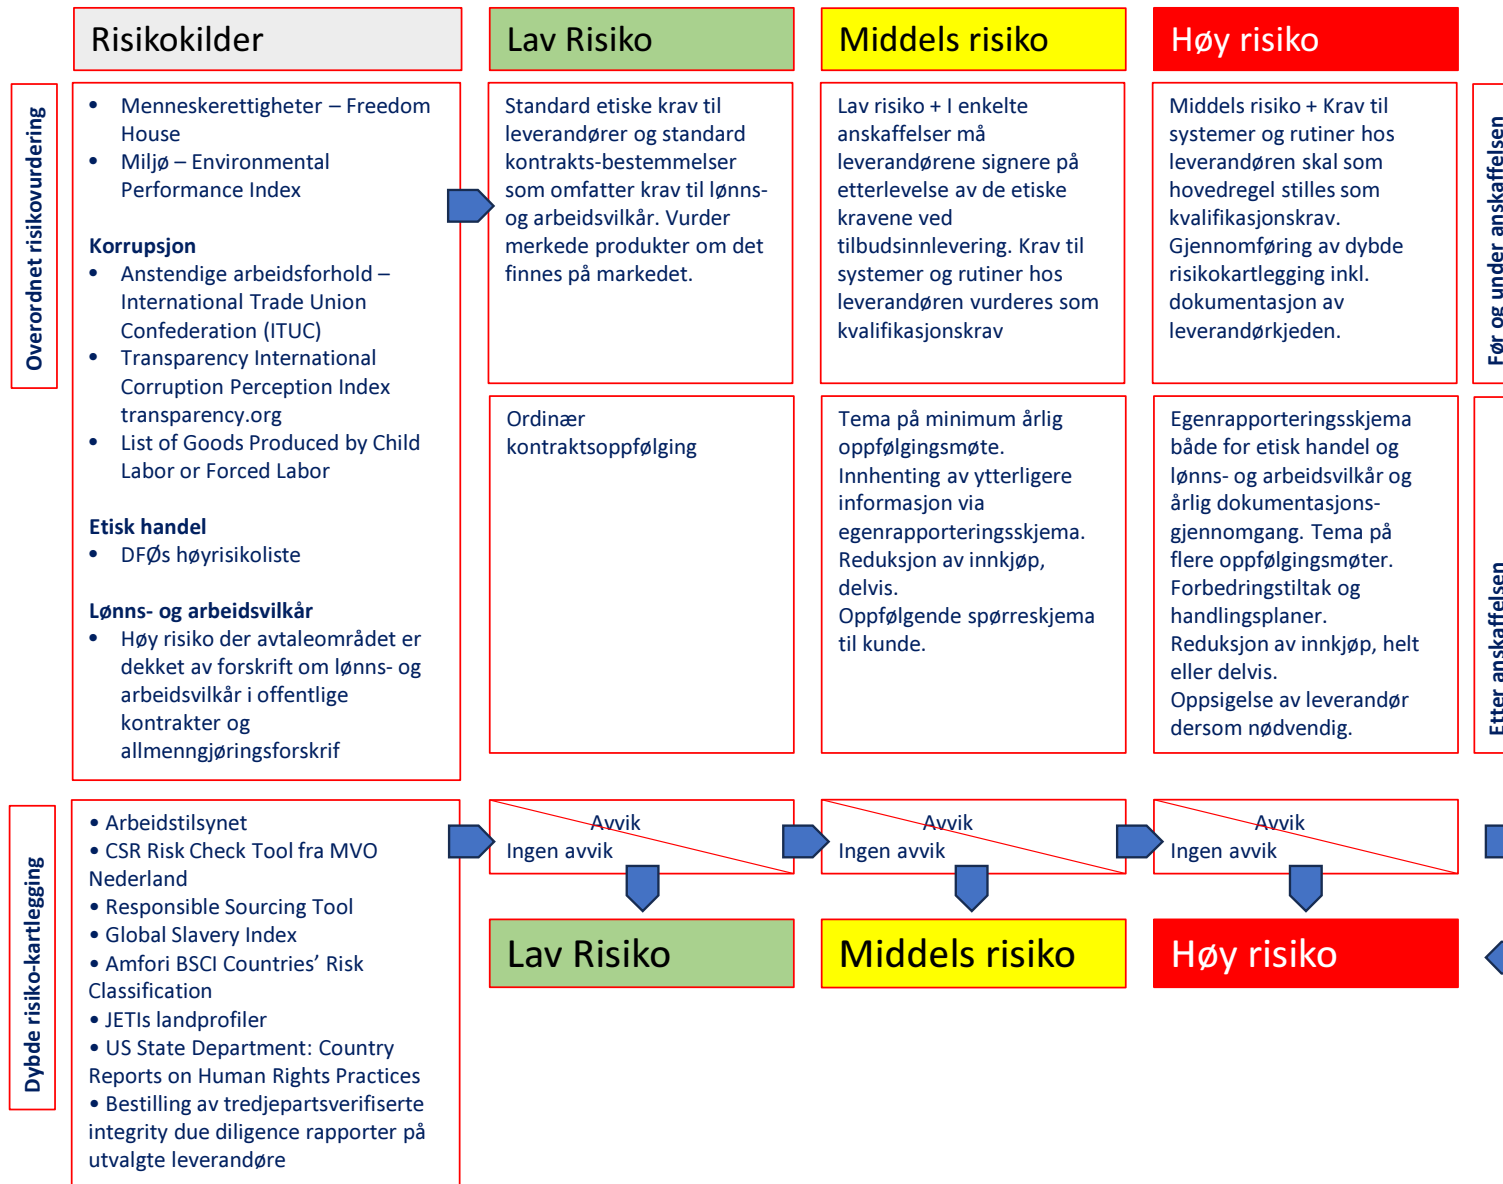 Risikokilder
Lav Risiko
Middels risiko
Høy risiko
Overordnet risikovurdering
• Menneskerettigheter – Freedom
House
• Miljø – Environmental
Performance Index
Korrupsjon
• Anstendige arbeidsforhold –
International Trade Union
Confederation (ITUC)
• Transparency International
Corruption Perception Index
transparency.org
• List of Goods Produced by Child
Labor or Forced Labor
Etisk handel
• DFØs høyrisikoliste
Lønns- og arbeidsvilkår
• Høy risiko der avtaleområdet er
dekket av forskrift om lønns- og
arbeidsvilkår i offentlige
kontrakter og
allmenngjøringsforskrif
Standard etiske krav til
leverandører og standard
kontrakts-bestemmelser
som omfatter krav til lønns-
og arbeidsvilkår. Vurder
merkede produkter om det
finnes på markedet.
Lav risiko + I enkelte
anskaffelser må
leverandørene signere på
etterlevelse av de etiske
kravene ved
tilbudsinnlevering. Krav til
systemer og rutiner hos
leverandøren vurderes som
kvalifikasjonskrav
Middels risiko + Krav til
systemer og rutiner hos
leverandøren skal som
hovedregel stilles som
kvalifikasjonskrav.
Gjennomføring av dybde
risikokartlegging inkl.
dokumentasjon av
leverandørkjeden.
Før og under anskaffelsen
Ordinær
kontraktsoppfølging
Tema på minimum årlig
oppfølgingsmøte.
Innhenting av ytterligere
informasjon via
egenrapporteringsskjema.
Reduksjon av innkjøp,
delvis.
Oppfølgende spørreskjema
til kunde.
Egenrapporteringsskjema
både for etisk handel og
lønns- og arbeidsvilkår og
årlig dokumentasjons-
gjennomgang. Tema på
flere oppfølgingsmøter.
Forbedringstiltak og
handlingsplaner.
Reduksjon av innkjøp, helt
eller delvis.
Oppsigelse av leverandør
dersom nødvendig.
Etter anskaffelsen
Dybde risiko-kartlegging
• Arbeidstilsynet
• CSR Risk Check Tool fra MVO
Nederland
• Responsible Sourcing Tool
• Global Slavery Index
• Amfori BSCI Countries’ Risk
Classification
• JETIs landprofiler
• US State Department: Country
Reports on Human Rights Practices
• Bestilling av tredjepartsverifiserte
integrity due diligence rapporter på
utvalgte leverandøre
Avvik
Ingen avvik
Avvik
Ingen avvik
Avvik
Ingen avvik
Lav Risiko
Middels risiko
Høy risiko